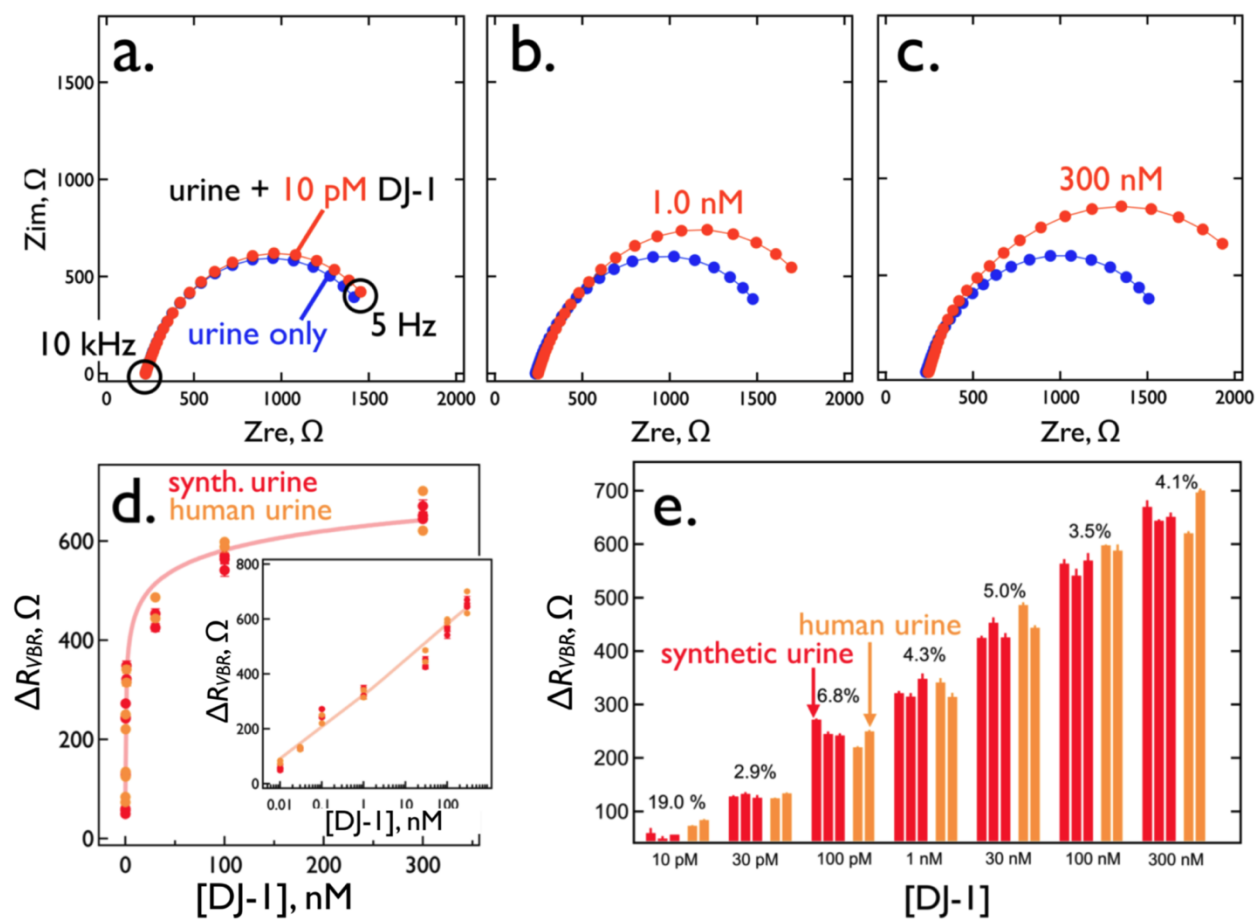 a.
b.
c.
1500
1000
500
0
Zim, Ω
urine + 10 pM DJ-1
urine only
10 kHz
5 Hz
1.0 nM
300 nM
0 500 1000 1500 2000
0 500 1000 1500 2000
0 500 1000 1500 2000
Zre, Ω
Zre, Ω
Zre, Ω
d.
synth. urine
human urine
600
400
200
0
ΔRVBR, Ω
0 100 200 300
[DJ-1], nM
800
600
400
200
0
ΔRVBR, Ω
0.01 0.1 1 10 100
[DJ-1], nM
e.
700
600
500
400
300
200
100
ΔRVBR, Ω
synthetic urine
human urine
19.0 %
2.9%
6.8%
4.3%
5.0%
3.5%
4.1%
10 pM 30 pM 100 pM 1 nM 30 nM 100 nM 300 nM
[DJ-1]